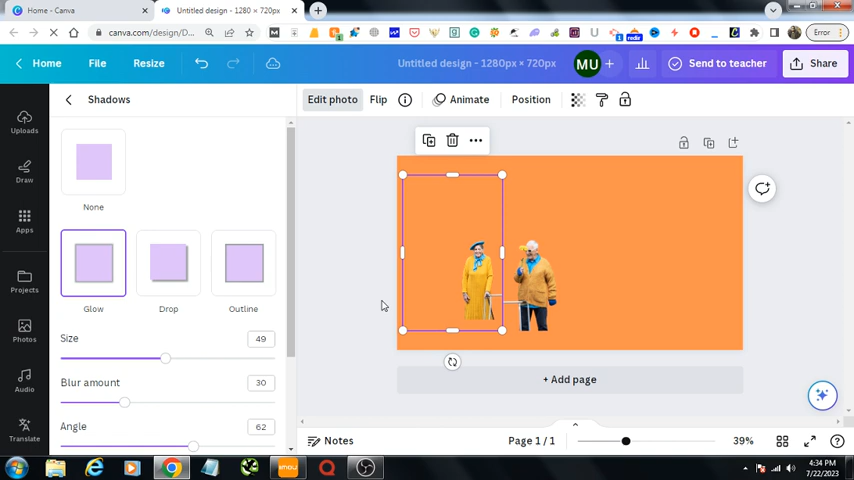 Home - Canva
Untitled design - 1280 × 720px
canva.com/design/D...
Error
Home
File
Resize
Untitled design - 1280px × 720px
MU
Send to teacher
Share
Shadows
Edit photo
Flip
Animate
Position
Uploads
Draw
Apps
Projects
Photos
Audio
Translate
None
Glow
Drop
Outline
Size
49
Blur amount
30
Angle
62
+ Add page
Notes
Page 1 / 1
39%
4:34 PM
7/22/2023